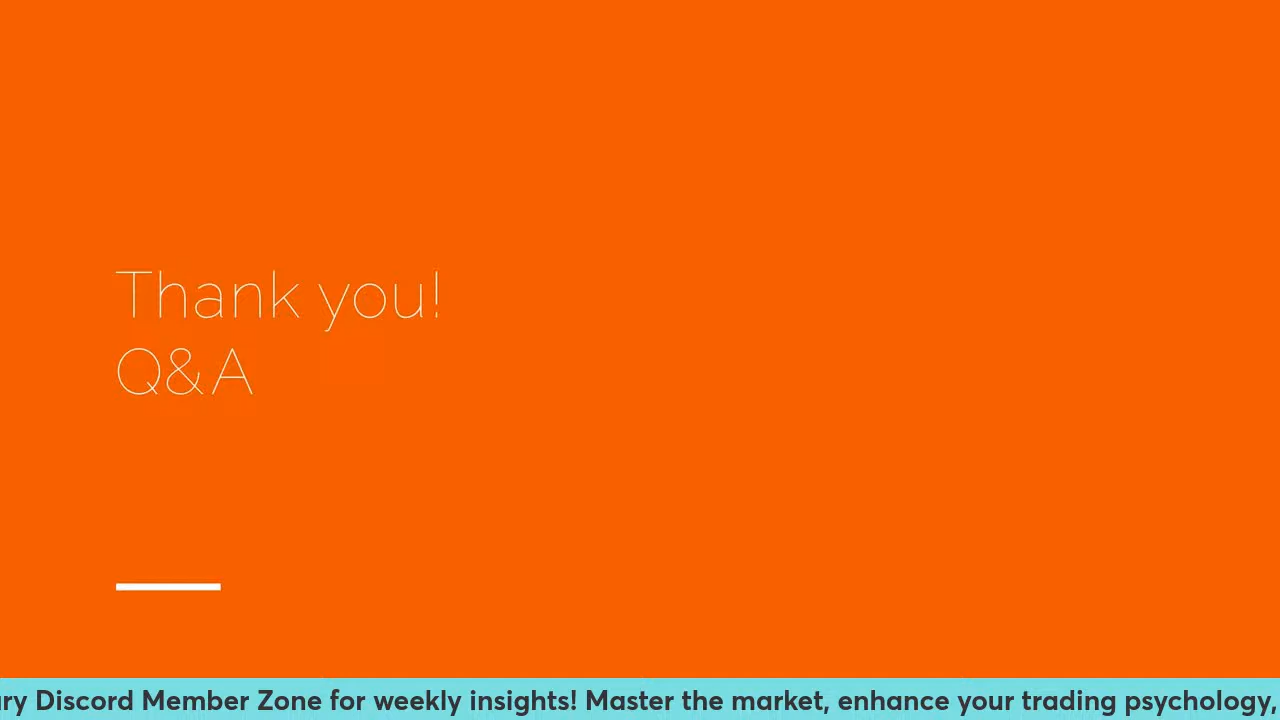 Thank you!
Q&A
Discord Member Zone for weekly insights! Master the market, enhance your trading psychology,